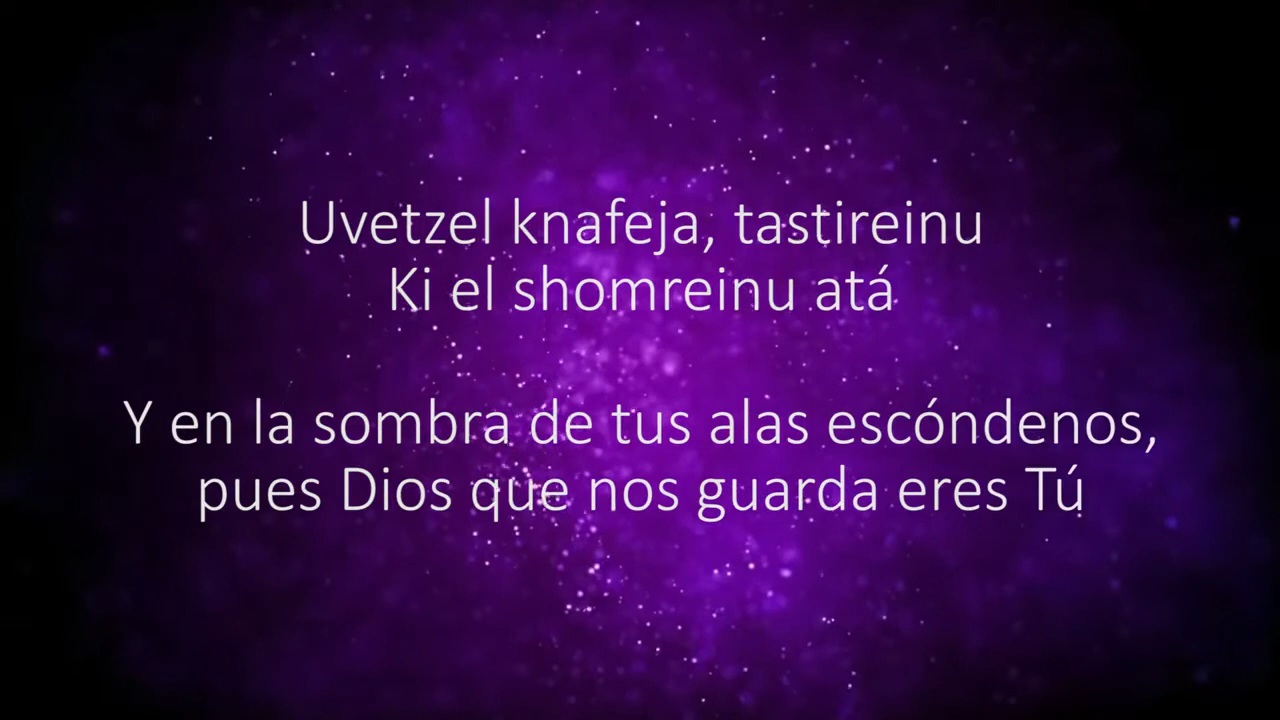 Uvetzel knafeja, tastireinu
Ki el shomreinu atá
Y en la sombra de tus alas escóndenos,
pues Dios que nos guarda eres Tú